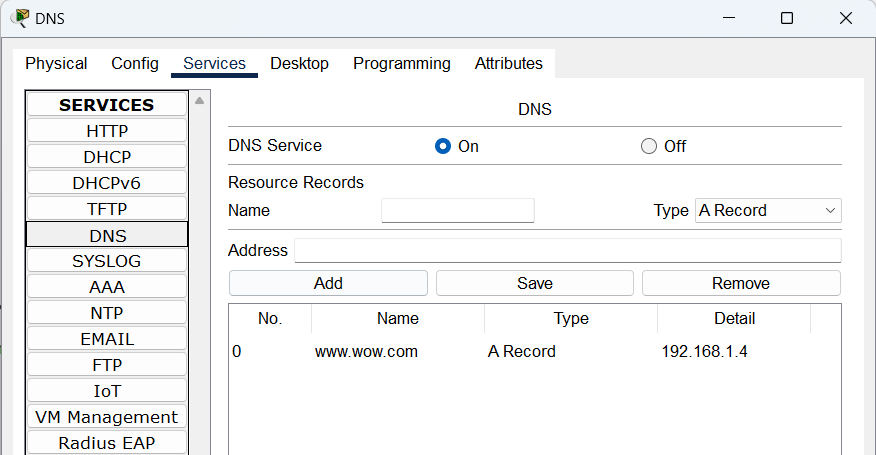 DNS
Physical Config Services Desktop Programming Attributes
SERVICES
HTTP
DHCP
DHCPv6
TFTP
DNS
SYSLOG
AAA
NTP
EMAIL
FTP
IoT
VM Management
Radius EAP
DNS
DNS Service On Off
Resource Records
Name Type A Record
Address
Add Save Remove
No. Name Type Detail
0 www.wow.com A Record 192.168.1.4